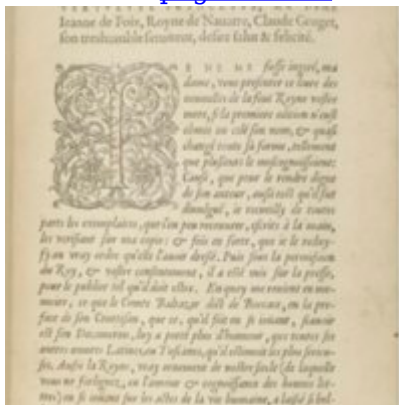 Ianne de Foix, Royne de Nauarre, Claude Gruget,
son treshumble seruiteur, desire salut & felicité.
IE NE ME fusse ingeré, ma
dame, vous presenter ce liure des
nouuelles de la feuë Royne vostre
mere, si la premiere edition n'eust
obmis ou celé son nom, & quasi
changé toute sa forme, tellement
que plusieurs le mescognoissoient:
Cause, que pour le rendre digne
de son auteur, aussi tost qu'il fut
diuulgué, ie recueilly de toutes
parts les exemplaires, que i'en peu recouurer, escrits à la main,
les verifiant sur ma copie: & feis en sorte, que ie le reduy-
sy au vray ordre qu'elle l'auoit dressé. Puis sous la permission
du Roy, & vostre consentement, il a esté mis sur la presse,
pour le publier tel qu'il doit estre. En quoy me reuient en me-
moire, ce que le Comte Balthazar dict de Boccace, en la pre-
face de son Courtisan, que ce, qu'il feit en se iouant, sçauoir
est son Decameron, luy a porté plus d'honneur, que toutes ses
autres œuures Latines, ou Tuscanes, qu'il estimoit les plus serieu-
ses. Aussi la Royne, vray ornement de nostre siecle (de laquelle
vous ne forlignez, en l'amour & cognoissance des bonnes let-
tres) en se iouant sur les actes de la vie humaine, a laissé si bel-